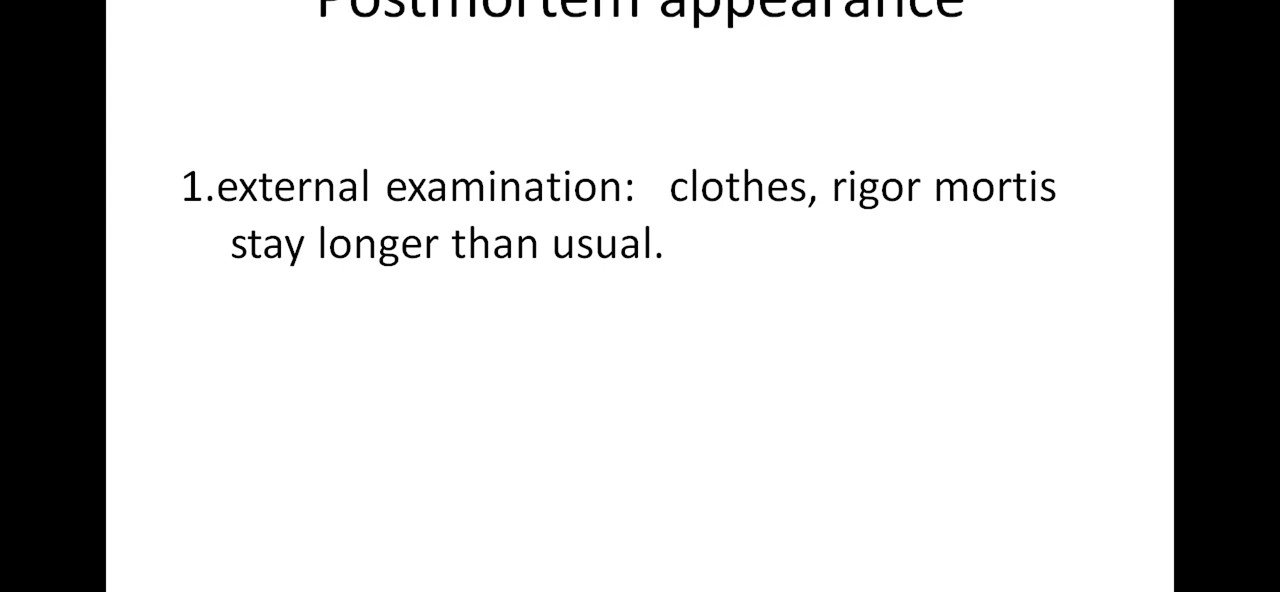 Postmortem appearance
1.external examination: clothes, rigor mortis
stay longer than usual.